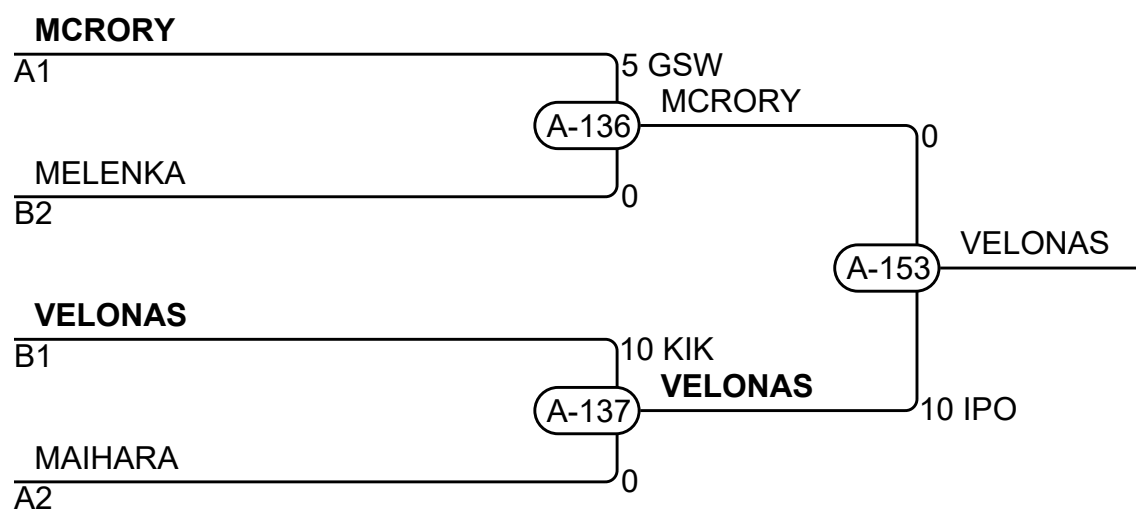 MCRORY
A1
5 GSW
MCRORY
A-136
0
MELENKA
B2
0
VELONAS
A-153
VELONAS
B1
10 KIK
VELONAS
A-137
10 IPO
MAIHARA
A2
0